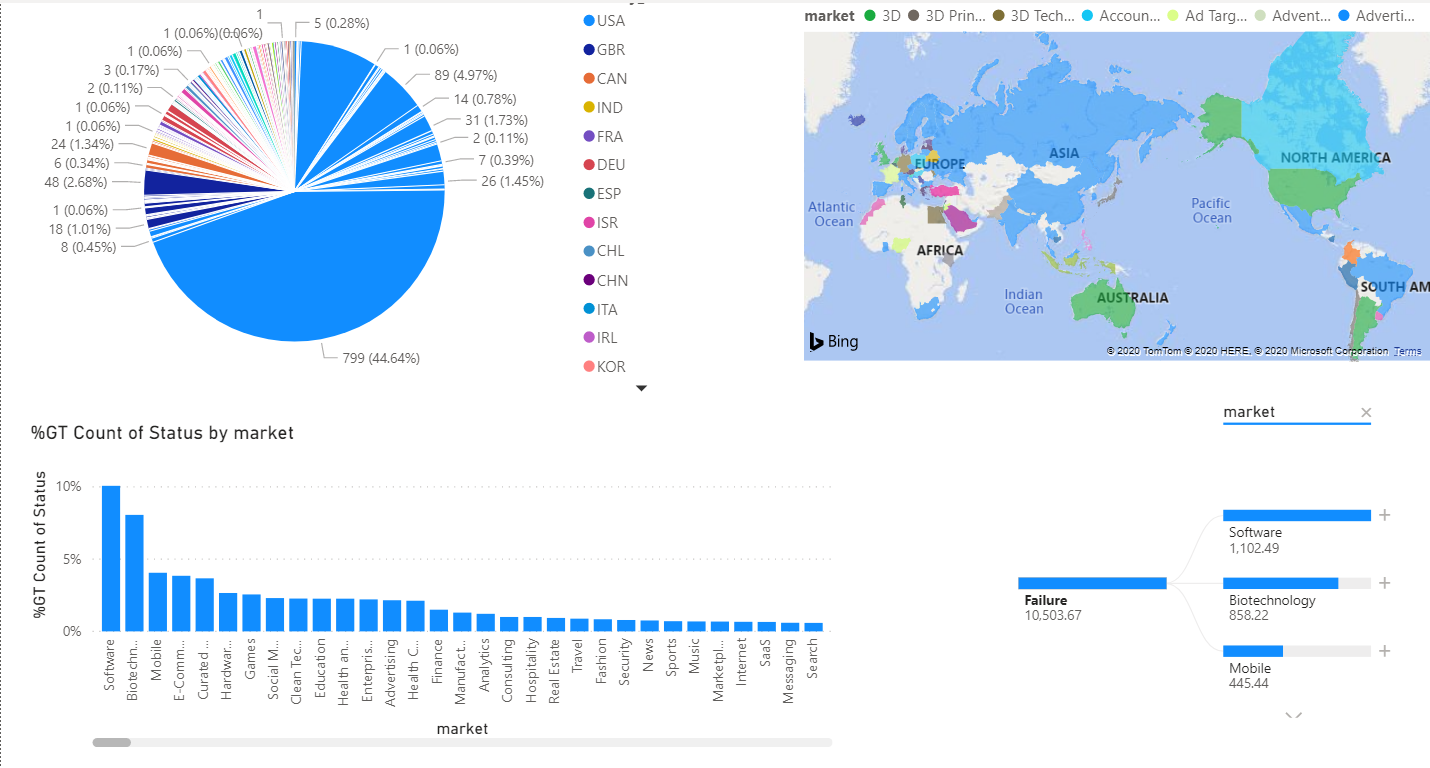 1
5 (0.28%)
1 (0.06%)
(0.06%)
1 (0.06%)
1 (0.06%)
3 (0.17%)
89 (4.97%)
2 (0.11%)
14 (0.78%)
1 (0.06%)
31 (1.73%)
1 (0.06%)
2 (0.11%)
24 (1.34%)
7 (0.39%)
6 (0.34%)
26 (1.45%)
48 (2.68%)
1 (0.06%)
18 (1.01%)
8 (0.45%)
799 (44.64%)
USA
GBR
CAN
IND
FRA
DEU
ESP
ISR
CHL
CHN
ITA
IRL
KOR
market 3D 3D Prin... 3D Tech... Accoun... Ad Targ... Advent... Adverti...
EUROPE
ASIA
NORTH AMERICA
Atlantic
Ocean
Pacific
Ocean
AFRICA
Indian
Ocean
AUSTRALIA
SOUTH AM
Bing
© 2020 TomTom © 2020 HERE, © 2020 Microsoft Corporation Terms
%GT Count of Status by market
%GT Count of Status
10%
5%
0%
Software
Biotechn...
Mobile
E-Comm...
Curated ...
Hardwar...
Games
Social M...
Clean Tec...
Education
Health an...
Enterpris...
Advertising
Health C...
Finance
Manufact...
Analytics
Consulting
Hospitality
Real Estate
Travel
Fashion
Security
News
Sports
Music
Marketpl...
Internet
SaaS
Messaging
Search
market
market
Failure
10,503.67
Software
1,102.49
Biotechnology
858.22
Mobile
445.44